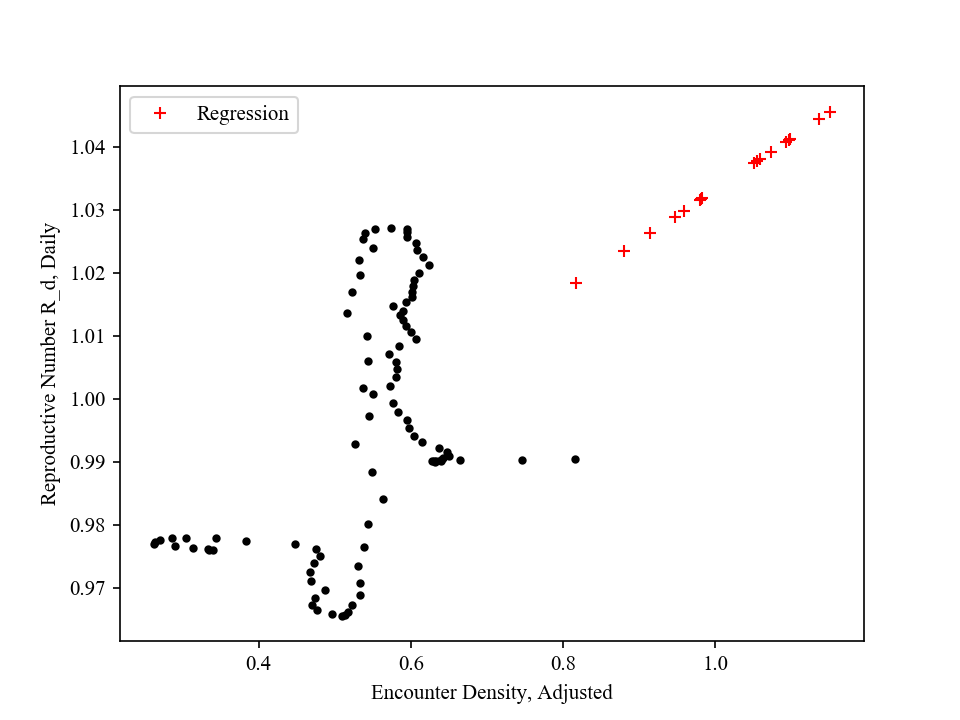 Regression
1.04
1.03
1.02
1.01
1.00
0.99
0.98
0.97
Reproductive Number R_d, Daily
0.4 0.6 0.8 1.0
Encounter Density, Adjusted